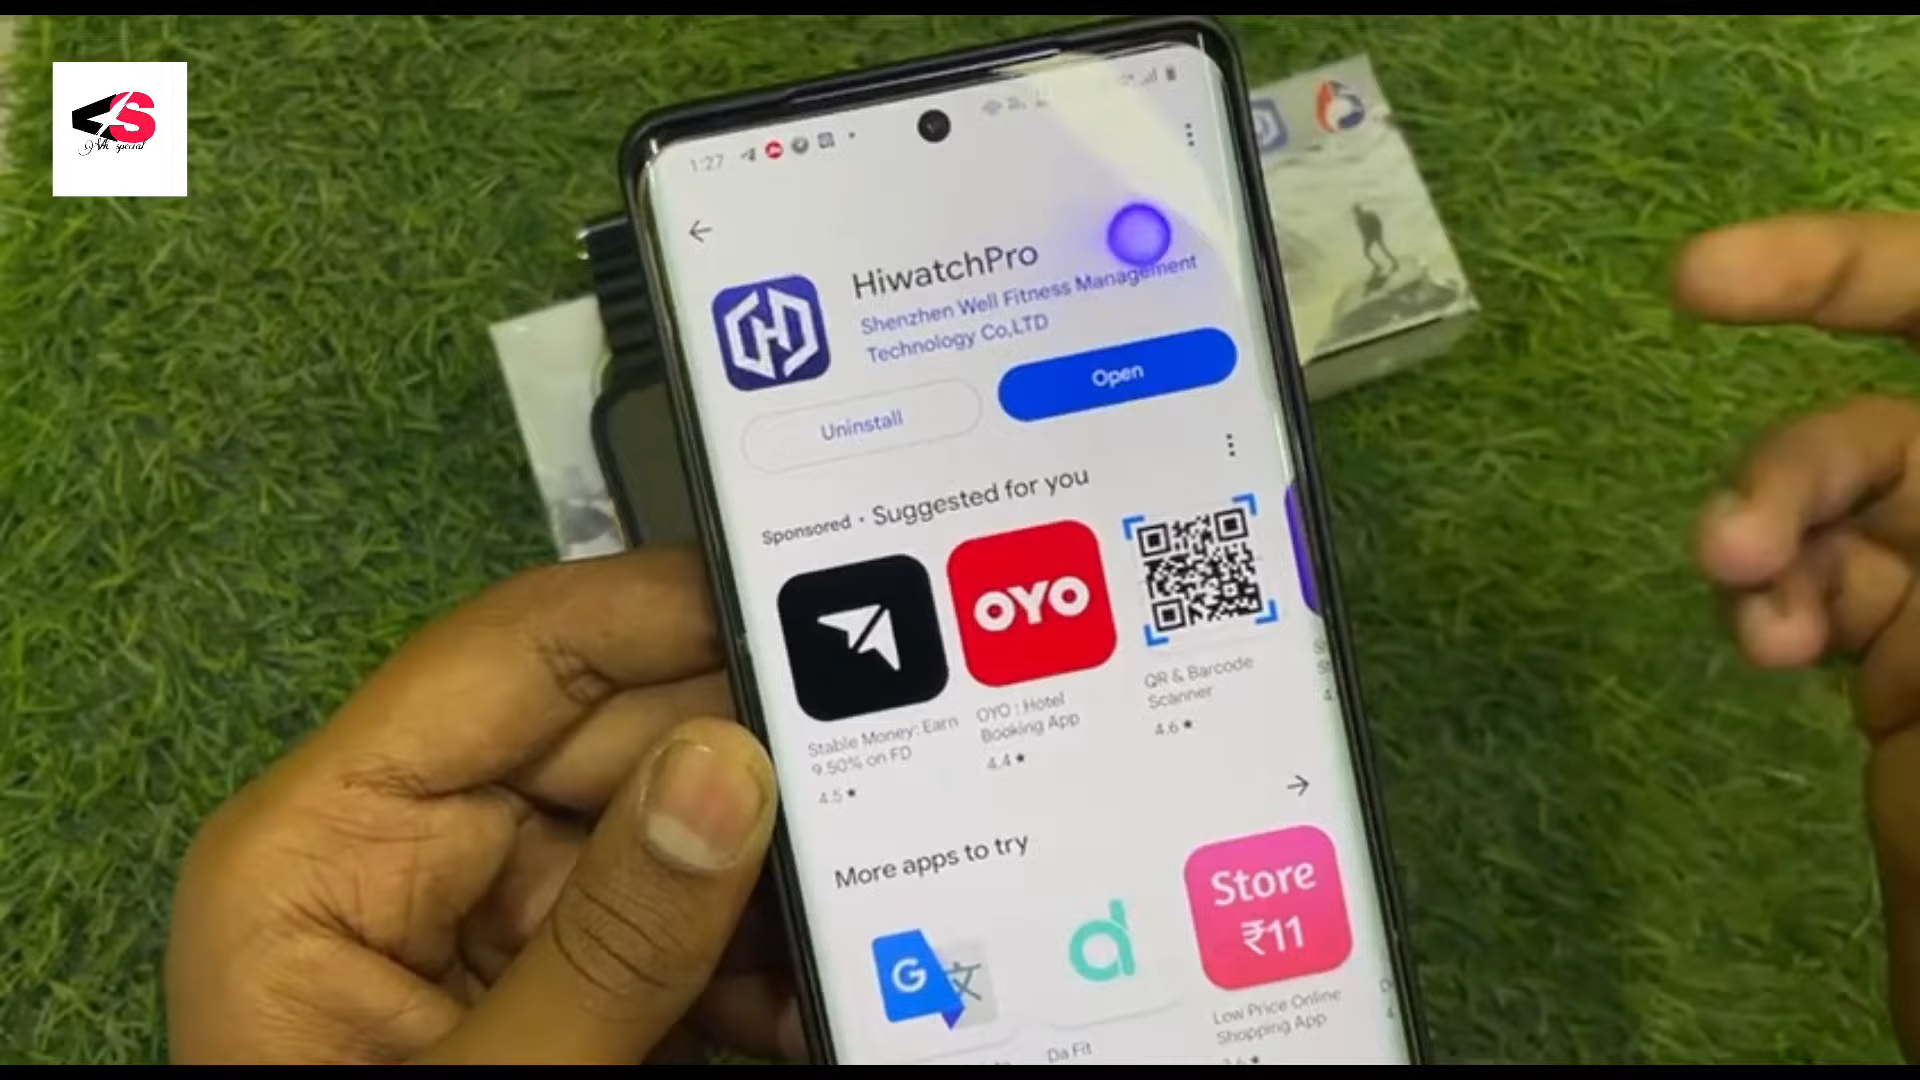 S
special
1:27
HiwatchPro
Shenzhen Well Fitness Management
Technology Co,LTD
Uninstall
Open
Sponsored · Suggested for you
OYO
Stable Money: Earn
9.50% on FD
4.5★
OYO : Hotel
Booking App
4.4★
QR & Barcode
Scanner
4.6★
More apps to try
G
Store
₹11
Da Fit
Low Price Online
Shopping App